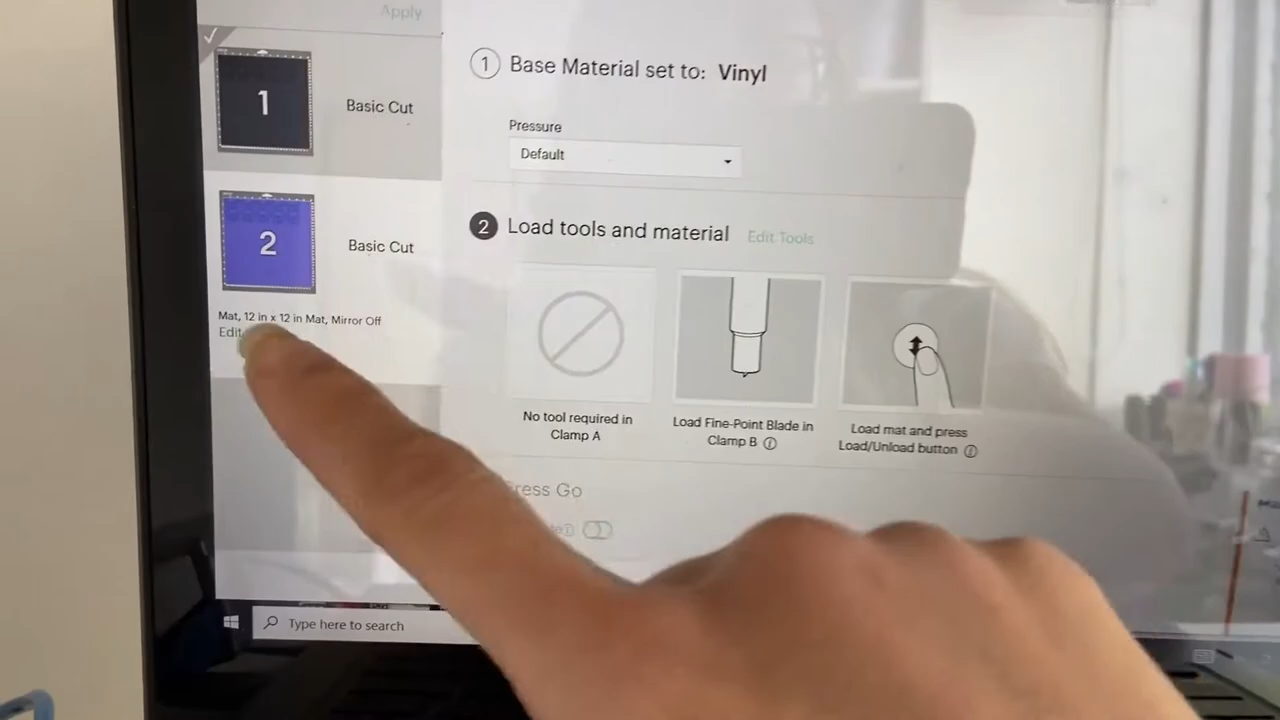 Apply
1
Basic Cut
2
Basic Cut
Mat, 12 in x 12 in Mat, Mirror Off
Edit
1 Base Material set to: Vinyl
Pressure
Default
2 Load tools and material Edit Tools
No tool required in
Clamp A
Load Fine-Point Blade in
Clamp B
Load mat and press
Load/Unload button
ress Go
Type here to search